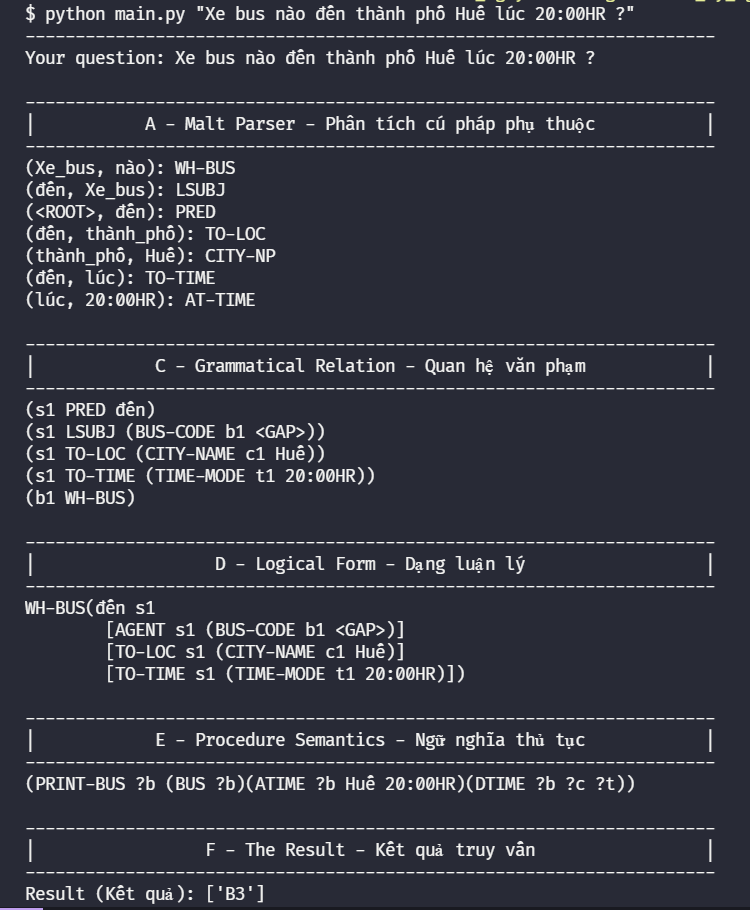 $ python main.py "Xe bus nào đến thành phố Huế lúc 20:00HR ?"
---------------------------------------------------------------------
Your question: Xe bus nào đến thành phố Huế lúc 20:00HR ?
---------------------------------------------------------------------
| A - Malt Parser - Phân tích cú pháp phụ thuộc |
---------------------------------------------------------------------
(Xe_bus, nào): WH-BUS
(đến, Xe_bus): LSUBJ
(<ROOT>, đến): PRED
(đến, thành_phố): TO-LOC
(thành_phố, Huế): CITY-NP
(đến, lúc): TO-TIME
(lúc, 20:00HR): AT-TIME
---------------------------------------------------------------------
| C - Grammatical Relation - Quan hệ văn phạm |
---------------------------------------------------------------------
(s1 PRED đến)
(s1 LSUBJ (BUS-CODE b1 <GAP>))
(s1 TO-LOC (CITY-NAME c1 Huế))
(s1 TO-TIME (TIME-MODE t1 20:00HR))
(b1 WH-BUS)
---------------------------------------------------------------------
| D - Logical Form - Dạng luận lý |
---------------------------------------------------------------------
WH-BUS(đến s1
[AGENT s1 (BUS-CODE b1 <GAP>)]
[TO-LOC s1 (CITY-NAME c1 Huế)]
[TO-TIME s1 (TIME-MODE t1 20:00HR)])
---------------------------------------------------------------------
| E - Procedure Semantics - Ngữ nghĩa thủ tục |
---------------------------------------------------------------------
(PRINT-BUS ?b (BUS ?b)(ATIME ?b Huế 20:00HR)(DTIME ?b ?c ?t))
---------------------------------------------------------------------
| F - The Result - Kết quả truy vấn |
---------------------------------------------------------------------
Result (Kết quả): ['B3']